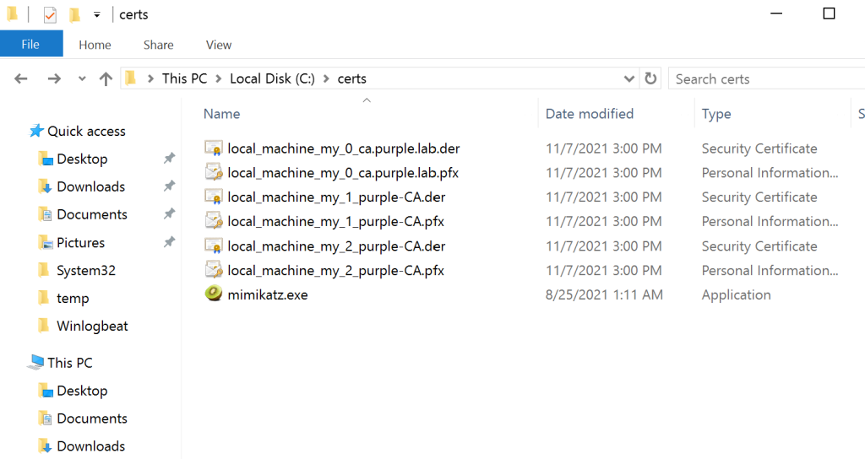 certs
File Home Share View
This PC Local Disk (C:) certs Search certs
Name Date modified Type S
Quick access
Desktop
Downloads
Documents
Pictures
System32
temp
Winlogbeat
This PC
Desktop
Documents
Downloads
local_machine_my_0_ca.purple.lab.der 11/7/2021 3:00 PM Security Certificate
local_machine_my_0_ca.purple.lab.pfx 11/7/2021 3:00 PM Personal Information...
local_machine_my_1_purple-CA.der 11/7/2021 3:00 PM Security Certificate
local_machine_my_1_purple-CA.pfx 11/7/2021 3:00 PM Personal Information...
local_machine_my_2_purple-CA.der 11/7/2021 3:00 PM Security Certificate
local_machine_my_2_purple-CA.pfx 11/7/2021 3:00 PM Personal Information...
mimikatz.exe 8/25/2021 1:11 AM Application